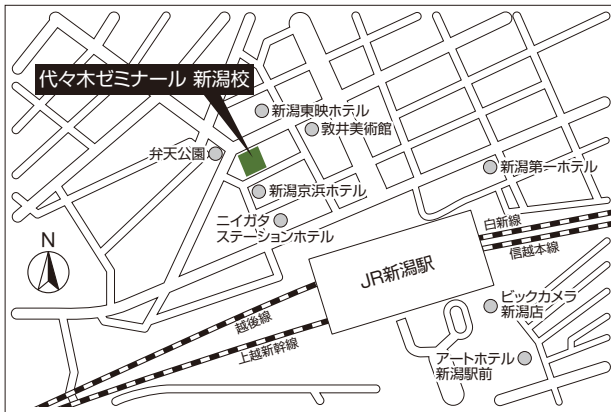 代々木ゼミナール 新潟校
新潟東映ホテル
敦井美術館
弁天公園
新潟第一ホテル
新潟京浜ホテル
ニイガタ
ステーションホテル
白新線
信越本線
N
JR新潟駅
ビックカメラ
新潟店
越後線
上越新幹線
アートホテル
新潟駅前